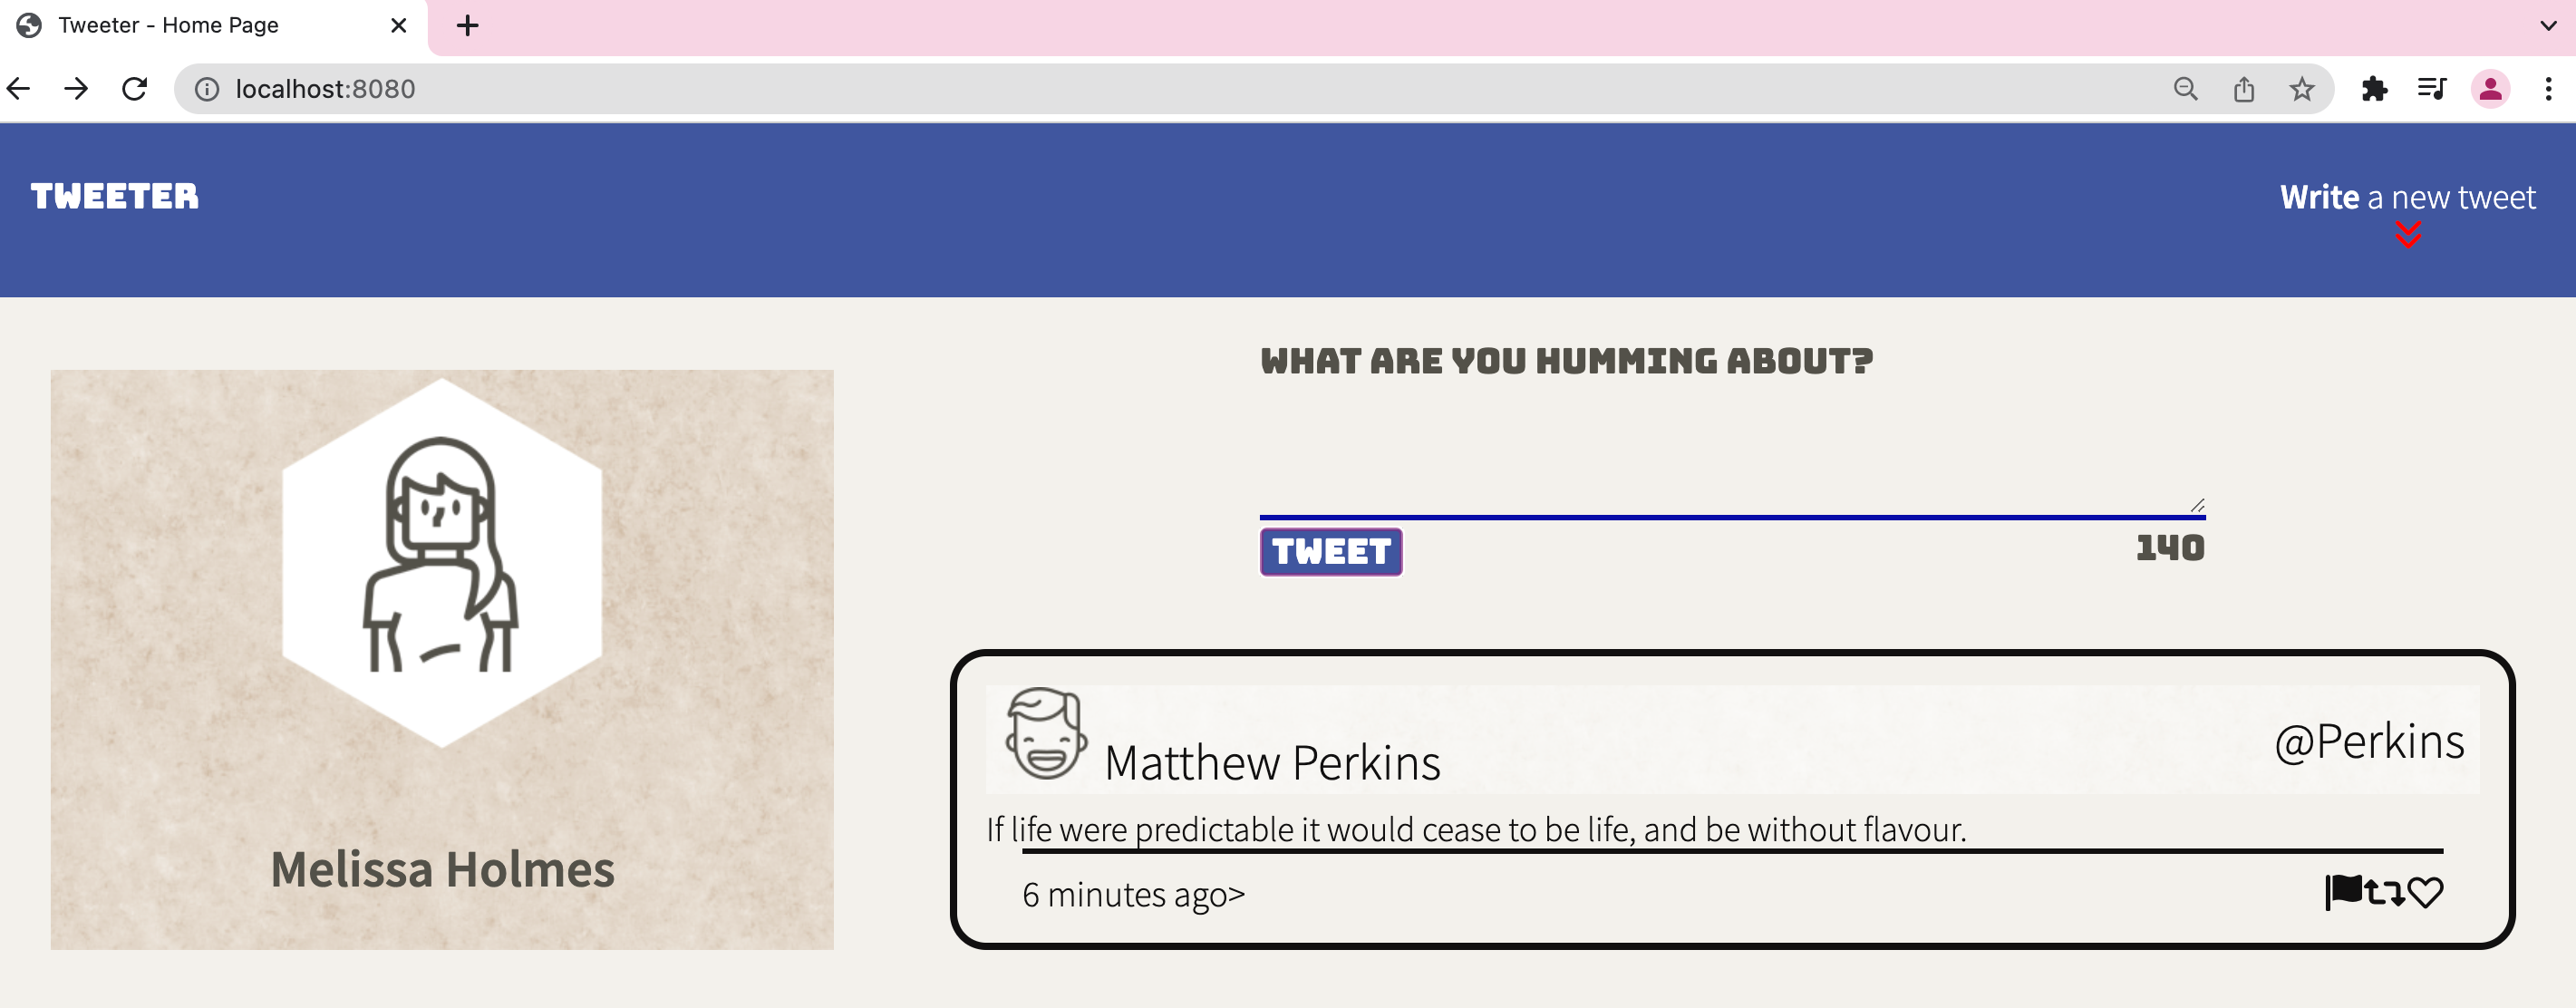 Tweeter - Home Page
localhost:8080
TWEETER
Write a new tweet
WHAT ARE YOU HUMMING ABOUT?
TWEET
140
Melissa Holmes
Matthew Perkins
@Perkins
If life were predictable it would cease to be life, and be without flavour.
6 minutes ago>